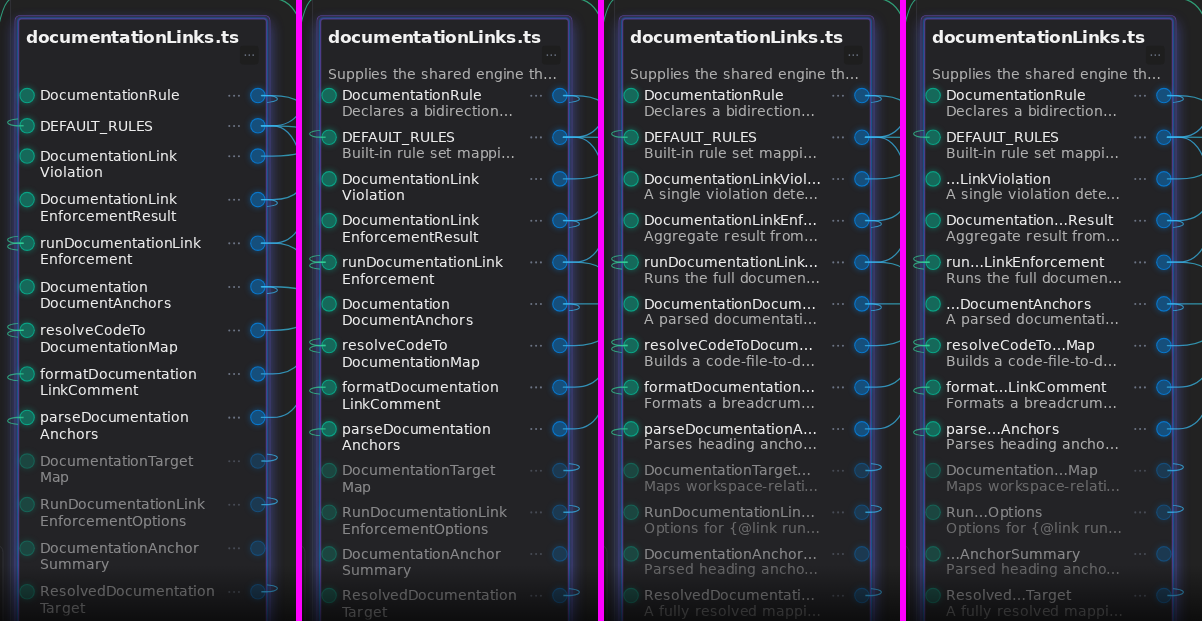 documentationLinks.ts
...
DocumentationRule ...
DEFAULT_RULES ...
DocumentationLink ...
Violation
DocumentationLink ...
EnforcementResult
runDocumentationLink ...
Enforcement
Documentation ...
DocumentAnchors
resolveCodeTo ...
DocumentationMap
formatDocumentation ...
LinkComment
parseDocumentation ...
Anchors
DocumentationTarget ...
Map
RunDocumentationLink ...
EnforcementOptions
DocumentationAnchor ...
Summary
ResolvedDocumentation ...
Target
documentationLinks.ts
...
Supplies the shared engine th...
DocumentationRule ...
Declares a bidirection...
DEFAULT_RULES ...
Built-in rule set mappi...
DocumentationLink ...
Violation
DocumentationLink ...
EnforcementResult
runDocumentationLink ...
Enforcement
Documentation ...
DocumentAnchors
resolveCodeTo ...
DocumentationMap
formatDocumentation ...
LinkComment
parseDocumentation ...
Anchors
DocumentationTarget ...
Map
RunDocumentationLink ...
EnforcementOptions
DocumentationAnchor ...
Summary
ResolvedDocumentation ...
Target
documentationLinks.ts
...
Supplies the shared engine th...
DocumentationRule ...
Declares a bidirection...
DEFAULT_RULES ...
Built-in rule set mappi...
DocumentationLinkViol... ...
A single violation dete...
DocumentationLinkEnf... ...
Aggregate result from...
runDocumentationLink... ...
Runs the full documen...
DocumentationDocum... ...
A parsed documentati...
resolveCodeToDocum... ...
Builds a code-file-to-d...
formatDocumentation... ...
Formats a breadcrum...
parseDocumentationA... ...
Parses heading ancho...
DocumentationTarget... ...
Maps workspace-relati...
RunDocumentationLin... ...
Options for {@link run...
DocumentationAnchor... ...
Parsed heading ancho...
ResolvedDocumentati... ...
A fully resolved mappi...
documentationLinks.ts
...
Supplies the shared engine th...
DocumentationRule ...
Declares a bidirection...
DEFAULT_RULES ...
Built-in rule set mappi...
...LinkViolation ...
A single violation dete...
Documentation...Result ...
Aggregate result from...
run...LinkEnforcement ...
Runs the full documen...
...DocumentAnchors ...
A parsed documentati...
resolveCodeTo...Map ...
Builds a code-file-to-d...
format...LinkComment ...
Formats a breadcrum...
parse...Anchors ...
Parses heading ancho...
Documentation...Map ...
Maps workspace-relati...
Run...Options ...
Options for {@link run...
...AnchorSummary ...
Parsed heading ancho...
Resolved...Target ...
A fully resolved mappi...